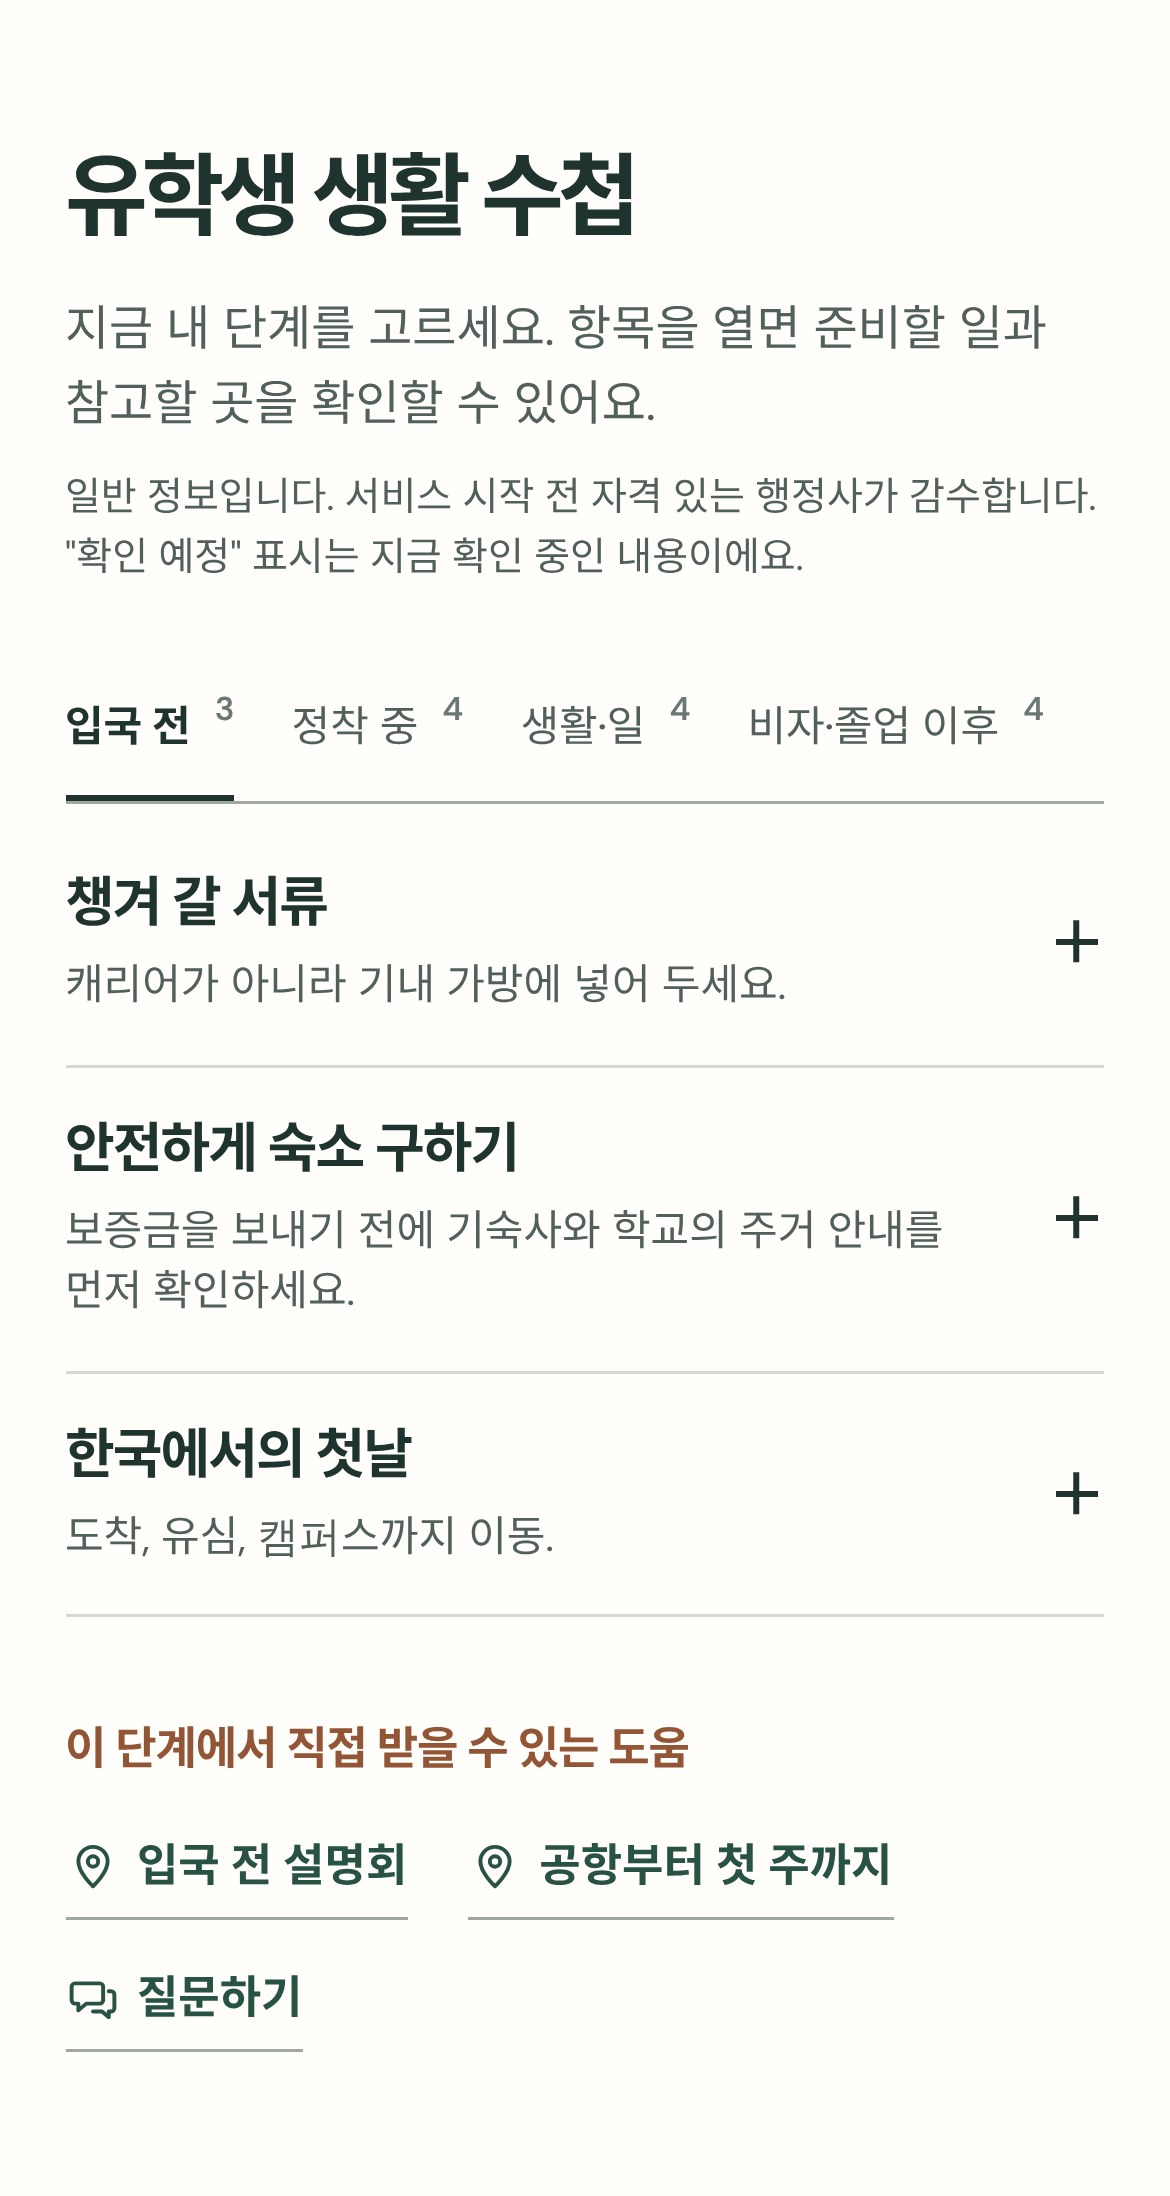 유학생 생활 수첩
지금 내 단계를 고르세요. 항목을 열면 준비할 일과
참고할 곳을 확인할 수 있어요.
일반 정보입니다. 서비스 시작 전 자격 있는 행정사가 감수합니다.
"확인 예정" 표시는 지금 확인 중인 내용이에요.
입국 전 3 정착 중 4 생활·일 4 비자·졸업 이후 4
챙겨 갈 서류
캐리어가 아니라 기내 가방에 넣어 두세요.
안전하게 숙소 구하기
보증금을 보내기 전에 기숙사와 학교의 주거 안내를
먼저 확인하세요.
한국에서의 첫날
도착, 유심, 캠퍼스까지 이동.
이 단계에서 직접 받을 수 있는 도움
입국 전 설명회 공항부터 첫 주까지
질문하기